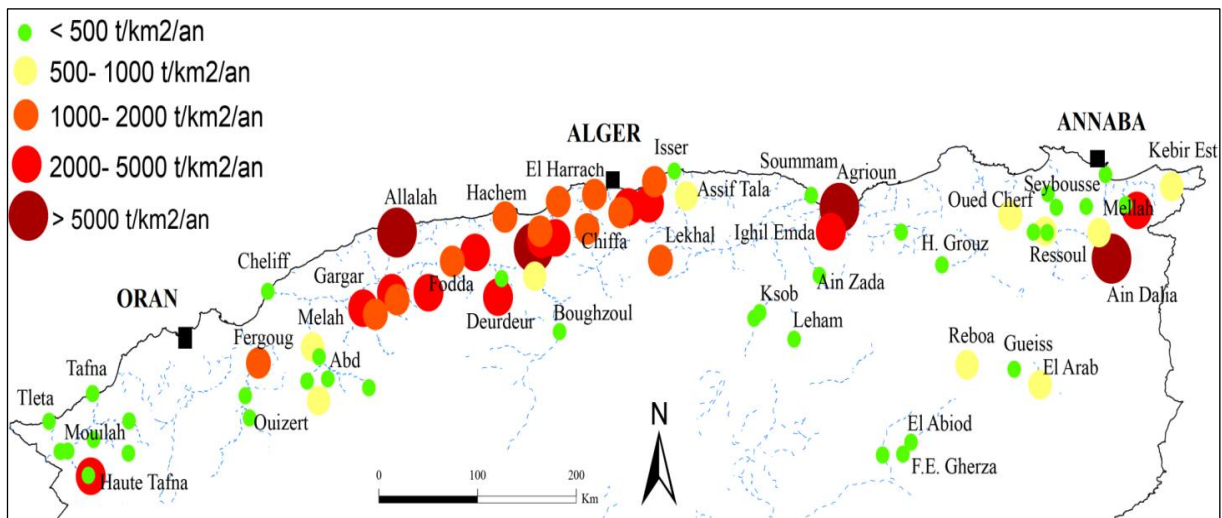 < 500 t/km2/an
500- 1000 t/km2/an
1000- 2000 t/km2/an
2000- 5000 t/km2/an
> 5000 t/km2/an
ALGER
ANNABA
ORAN
Isser
El Harrach
Hachem
Allalah
Assif Tala
Soummam
Agrioun
Kebir Est
Seybousse
Oued Cherf
Mellah
Chiffa
Lekhal
Ighil Emda
H. Grouz
Ressoul
Cheliff
Gargar
Fodda
Ain Zada
Ain Dalia
Melah
Deurdeur
Boughzoul
Ksob
Leham
Fergoug
Abd
Reboa
Gueiss
El Arab
Tafna
Tleta
Ouizert
Mouilah
Haute Tafna
El Abiod
F.E. Gherza
N
0 100 200
Km